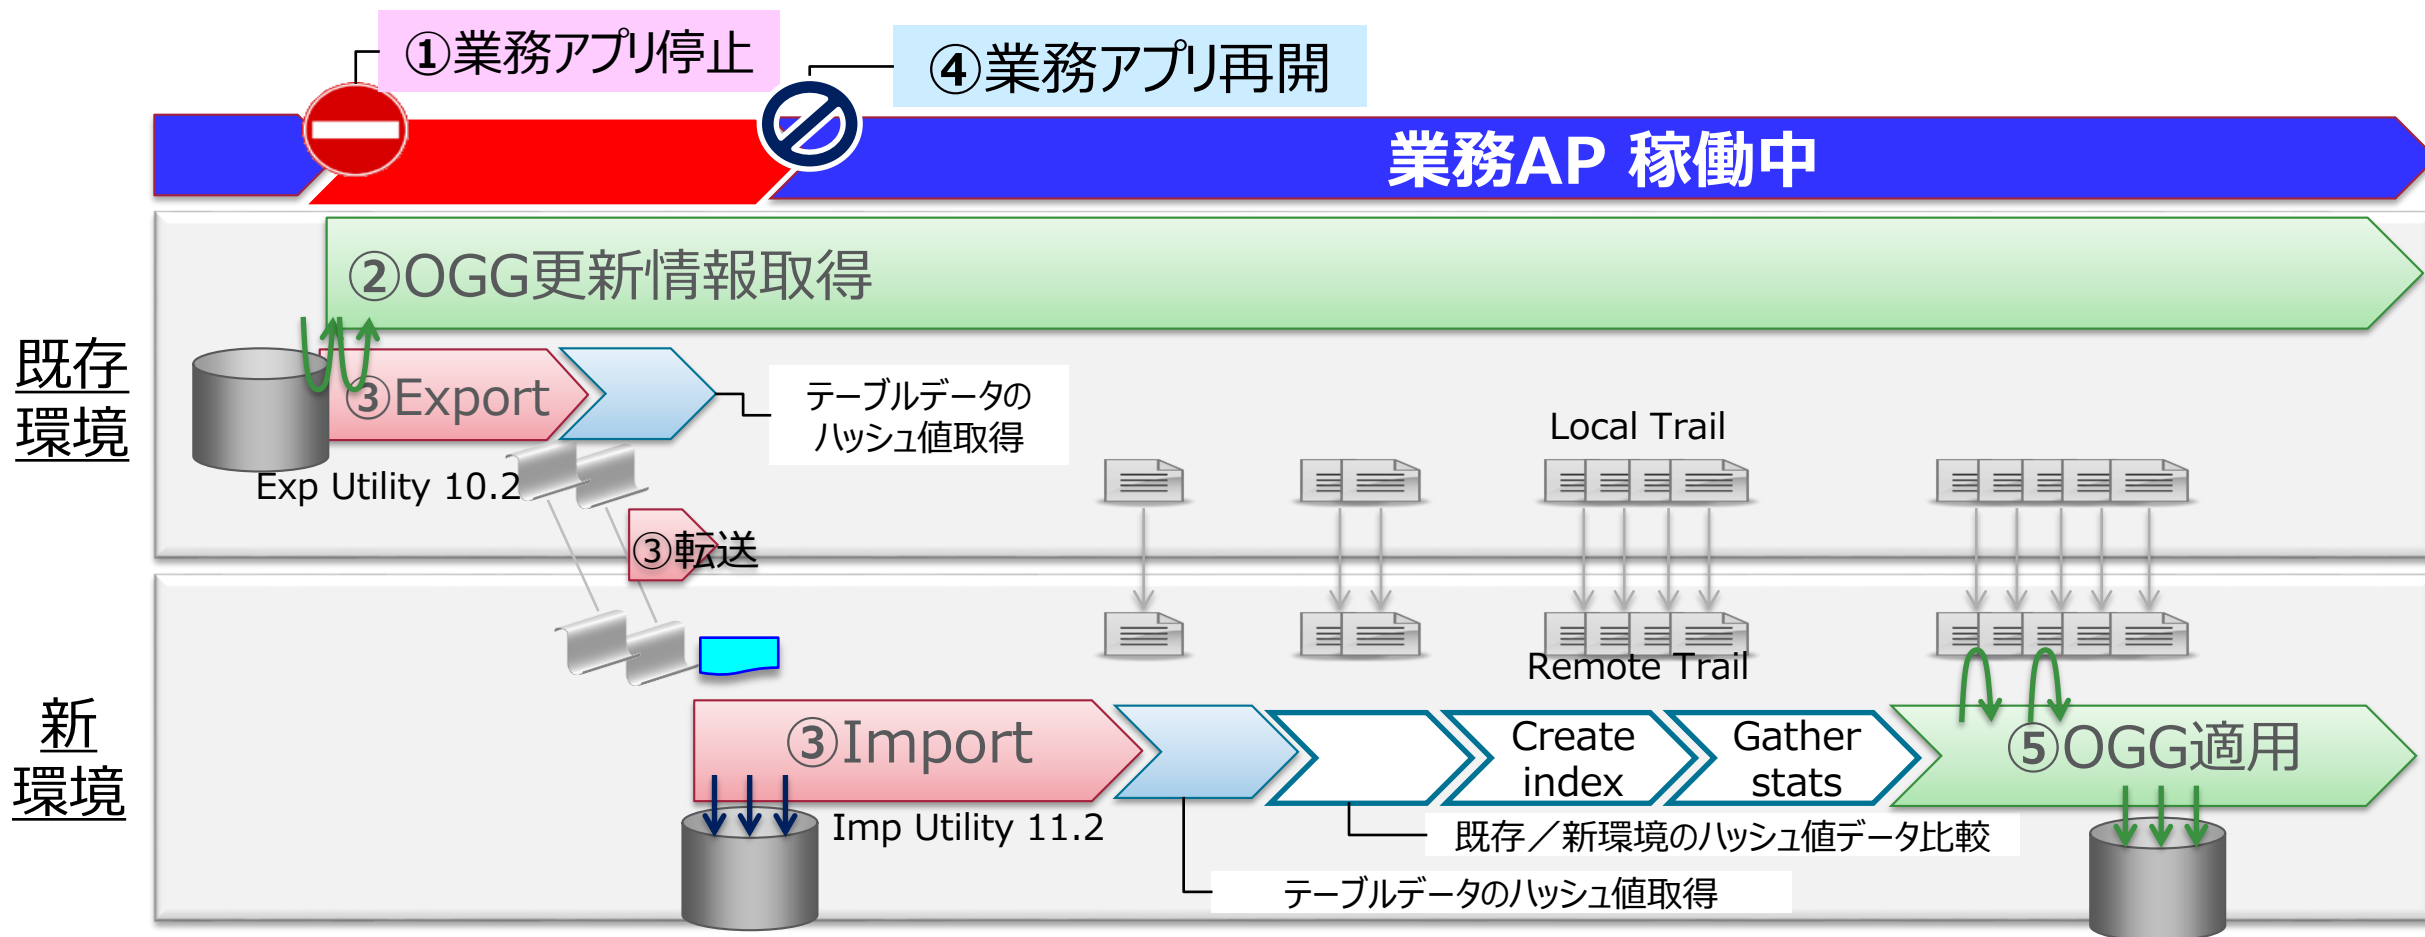 ①業務アプリ停止
④業務アプリ再開
業務AP 稼働中
②OGG更新情報取得
既存
環境
③Export
テーブルデータの
ハッシュ値取得
Local Trail
Exp Utility 10.2
③転送
Remote Trail
新
環境
③Import
Create
index
Gather
stats
⑤OGG適用
Imp Utility 11.2
既存／新環境のハッシュ値データ比較
テーブルデータのハッシュ値取得